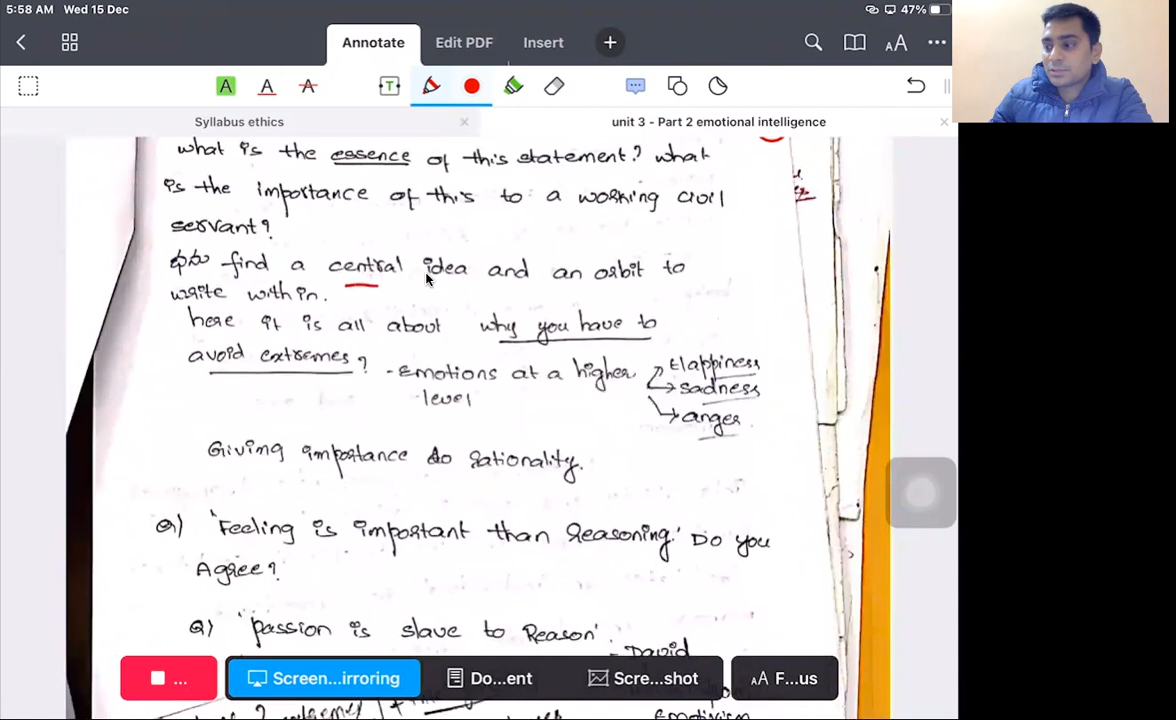 5:58 AM Wed 15 Dec
47%
Annotate
Edit PDF
Insert
Syllabus ethics
unit 3 - Part 2 emotional intelligence
what is the essence of this statement? what
is the importance of this to a working civil
servant?
find a central idea and an orbit to
write within.
here it is all about why you have to
avoid extremes? - Emotions at a higher level
Happiness
sadness
anger
Giving importance to rationality.
Q) 'Feeling is important than Reasoning' Do you
Agree?
Q) 'passion is slave to Reason'.
- David
Screen...irroring
Do...ent
Scre...shot
AA F...us
Emotivism